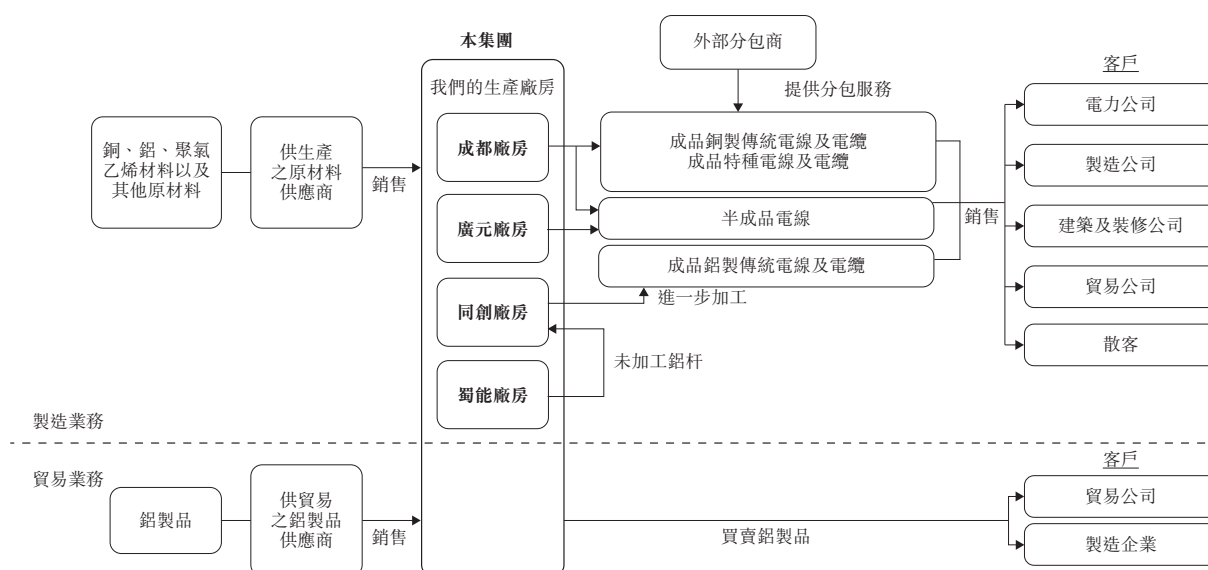 本集團
外部分包商
客戶
我們的生產廠房
提供分包服務
電力公司
銅、鋁、聚氯
乙烯材料以及
其他原材料
供生產
之原材料
供應商
銷售
成都廠房
成品銅製傳統電線及電纜
成品特種電線及電纜
製造公司
廣元廠房
半成品電線
銷售
建築及裝修公司
成品鋁製傳統電線及電纜
貿易公司
同創廠房
進一步加工
散客
未加工鋁杆
蜀能廠房
製造業務
貿易業務
客戶
鋁製品
供貿易
之鋁製品
供應商
銷售
買賣鋁製品
貿易公司
製造企業